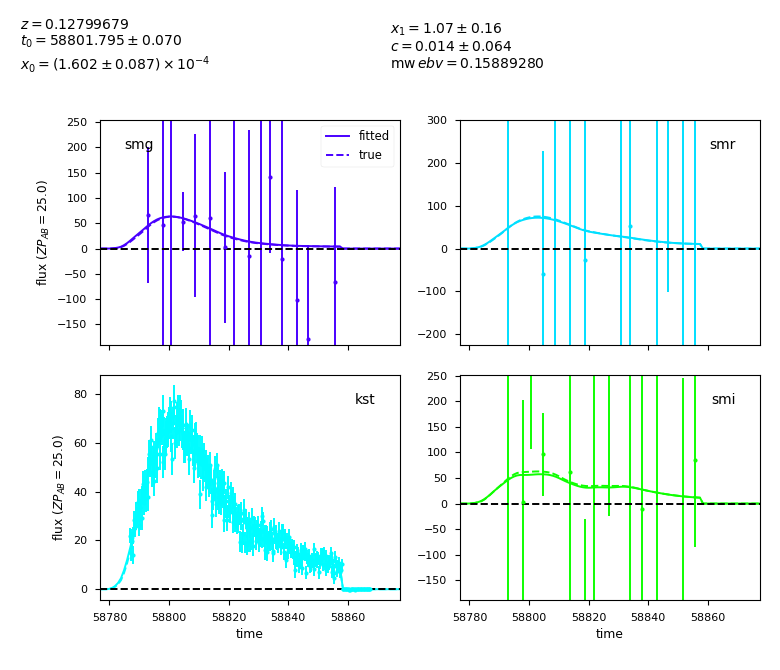 z = 0.12799679
t₀ = 58801.795 ± 0.070
x₀ = (1.602 ± 0.087) × 10⁻⁴
x₁ = 1.07 ± 0.16
c = 0.014 ± 0.064
mw ebv = 0.15889280
smg
fitted
true
250
200
150
100
50
0
−50
−100
−150
flux (ZP_AB = 25.0)
smr
300
200
100
0
−100
−200
kst
80
60
40
20
0
flux (ZP_AB = 25.0)
58780 58800 58820 58840 58860
time
smi
250
200
150
100
50
0
−50
−100
−150
58780 58800 58820 58840 58860
time